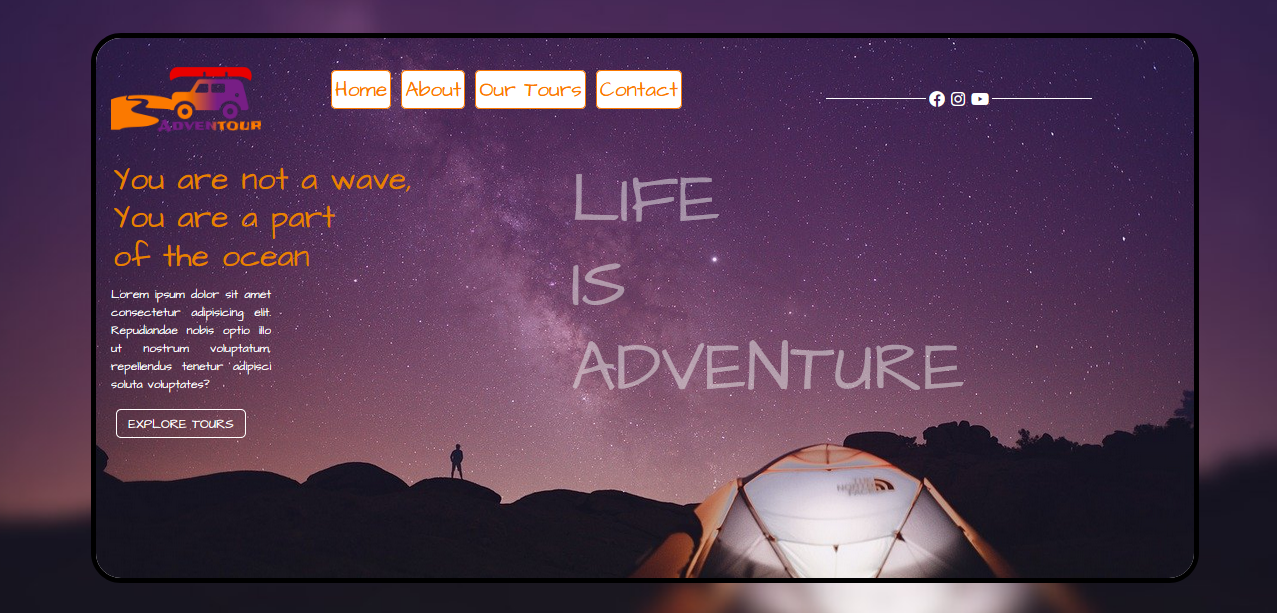 ADVENTOUR
Home About Our Tours Contact
You are not a wave,
You are a part
of the ocean
Lorem ipsum dolor sit amet
consectetur adipisicing elit.
Repudiandae nobis optio illo
ut nostrum voluptatum,
repellendus tenetur adipisci
soluta voluptates?
EXPLORE TOURS
LIFE
IS
ADVENTURE
THE
NORTH
FACE